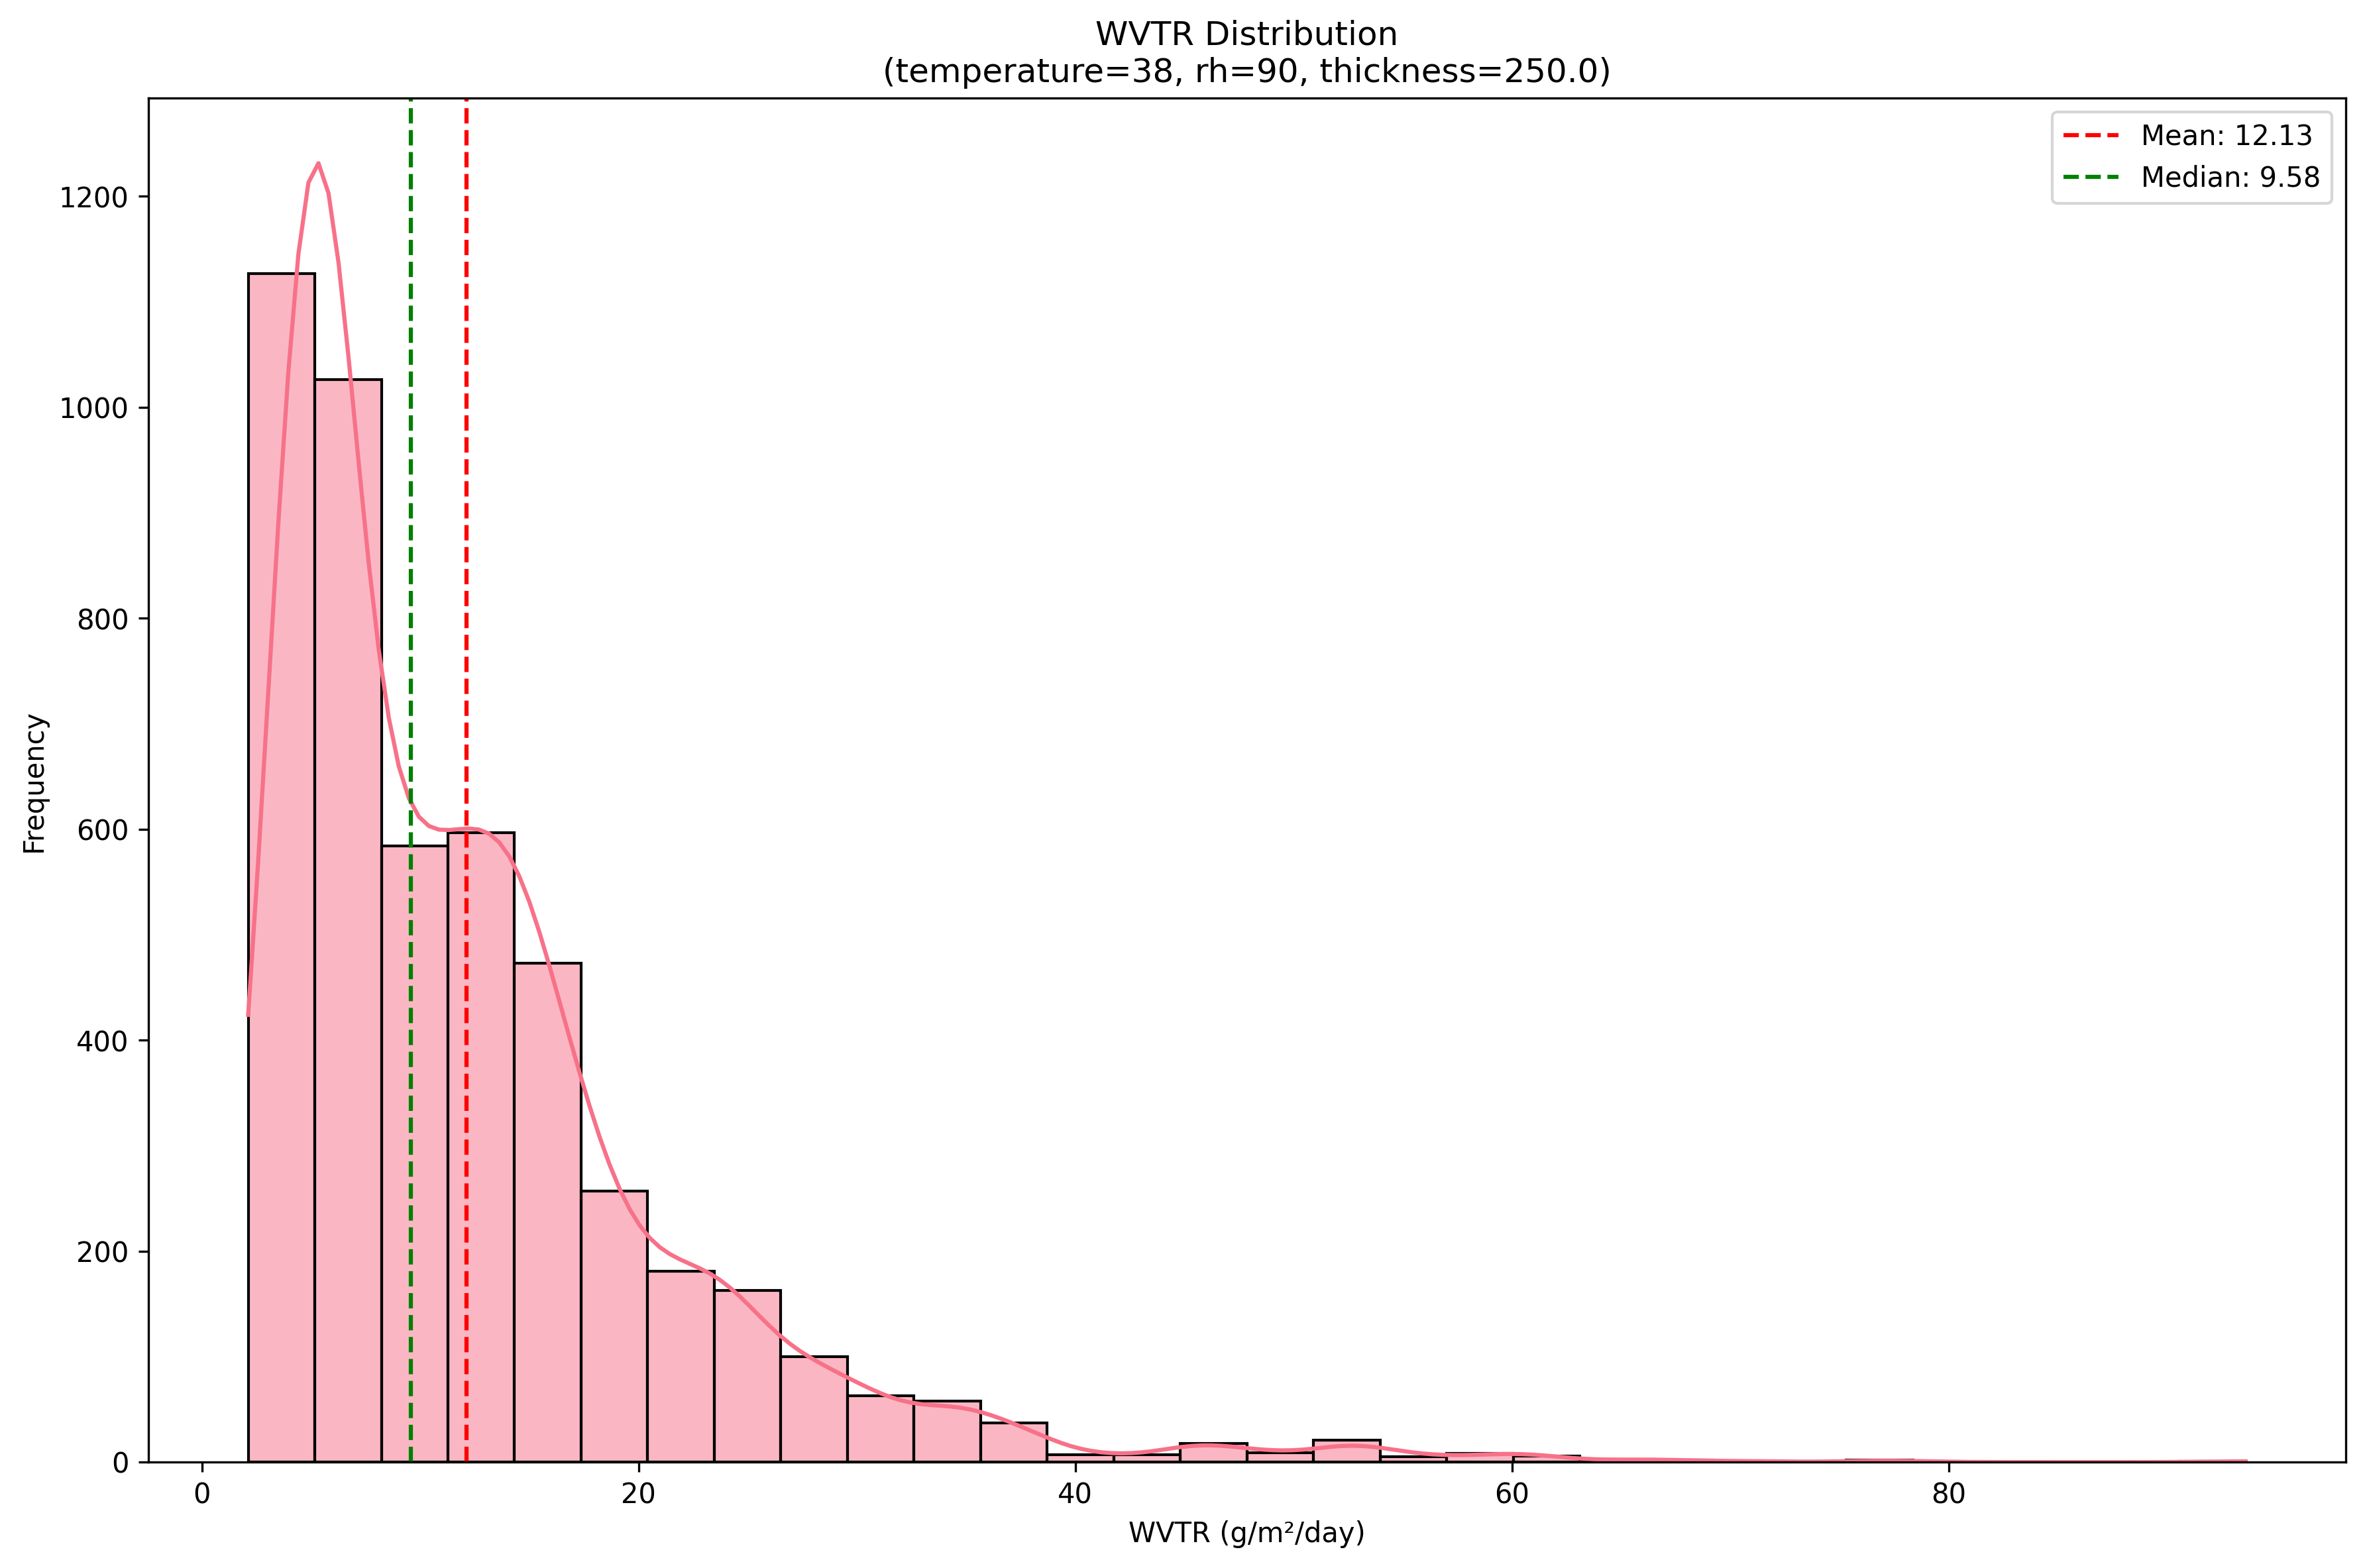 WVTR Distribution
(temperature=38, rh=90, thickness=250.0)
Mean: 12.13
Median: 9.58
1200
1000
800
600
400
200
0
Frequency
0 20 40 60 80
WVTR (g/m²/day)